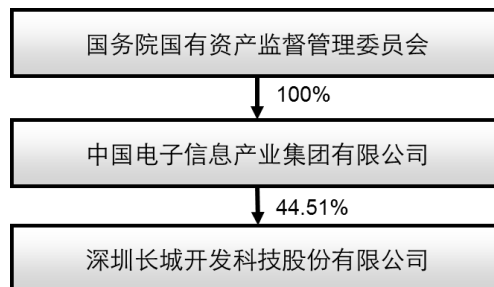 国务院国有资产监督管理委员会
100%
中国电子信息产业集团有限公司
44.51%
深圳长城开发科技股份有限公司